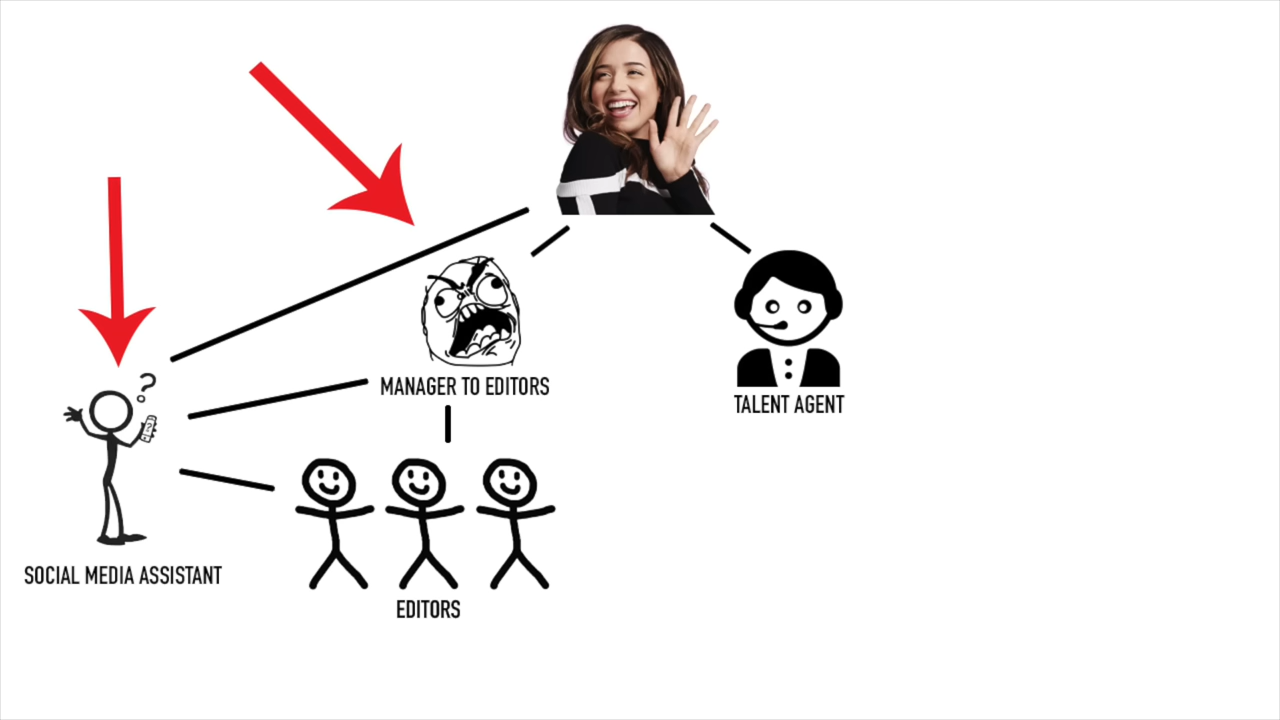 MANAGER TO EDITORS
TALENT AGENT
SOCIAL MEDIA ASSISTANT
EDITORS